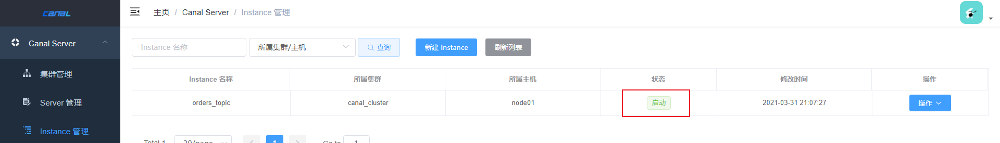 canal
主页 / Canal Server / Instance 管理
Canal Server
集群管理
Server 管理
Instance 管理
Instance 名称
所属集群/主机
查询
新建 Instance
刷新列表
Instance 名称 所属集群 所属主机 状态 修改时间 操作
orders_topic canal_cluster node01 启动 2021-03-31 21:07:27 操作
Total 1 20/page 1 Go to 1